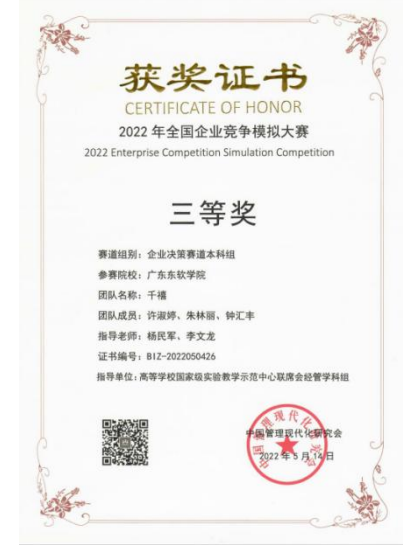 获奖证书
CERTIFICATE OF HONOR
2022 年全国企业竞争模拟大赛
2022 Enterprise Competition Simulation Competition
三等奖
赛道组别：企业决策赛道本科组
参赛院校：广东东软学院
团队名称：千禧
团队成员：许淑婷、朱林丽、钟汇丰
指导老师：杨民军、李文龙
证书编号：BIZ-2022050426
指导单位：高等学校国家级实验教学示范中心联席会经管学科组
中国管理现代化研究会
2022 年 5 月 14 日